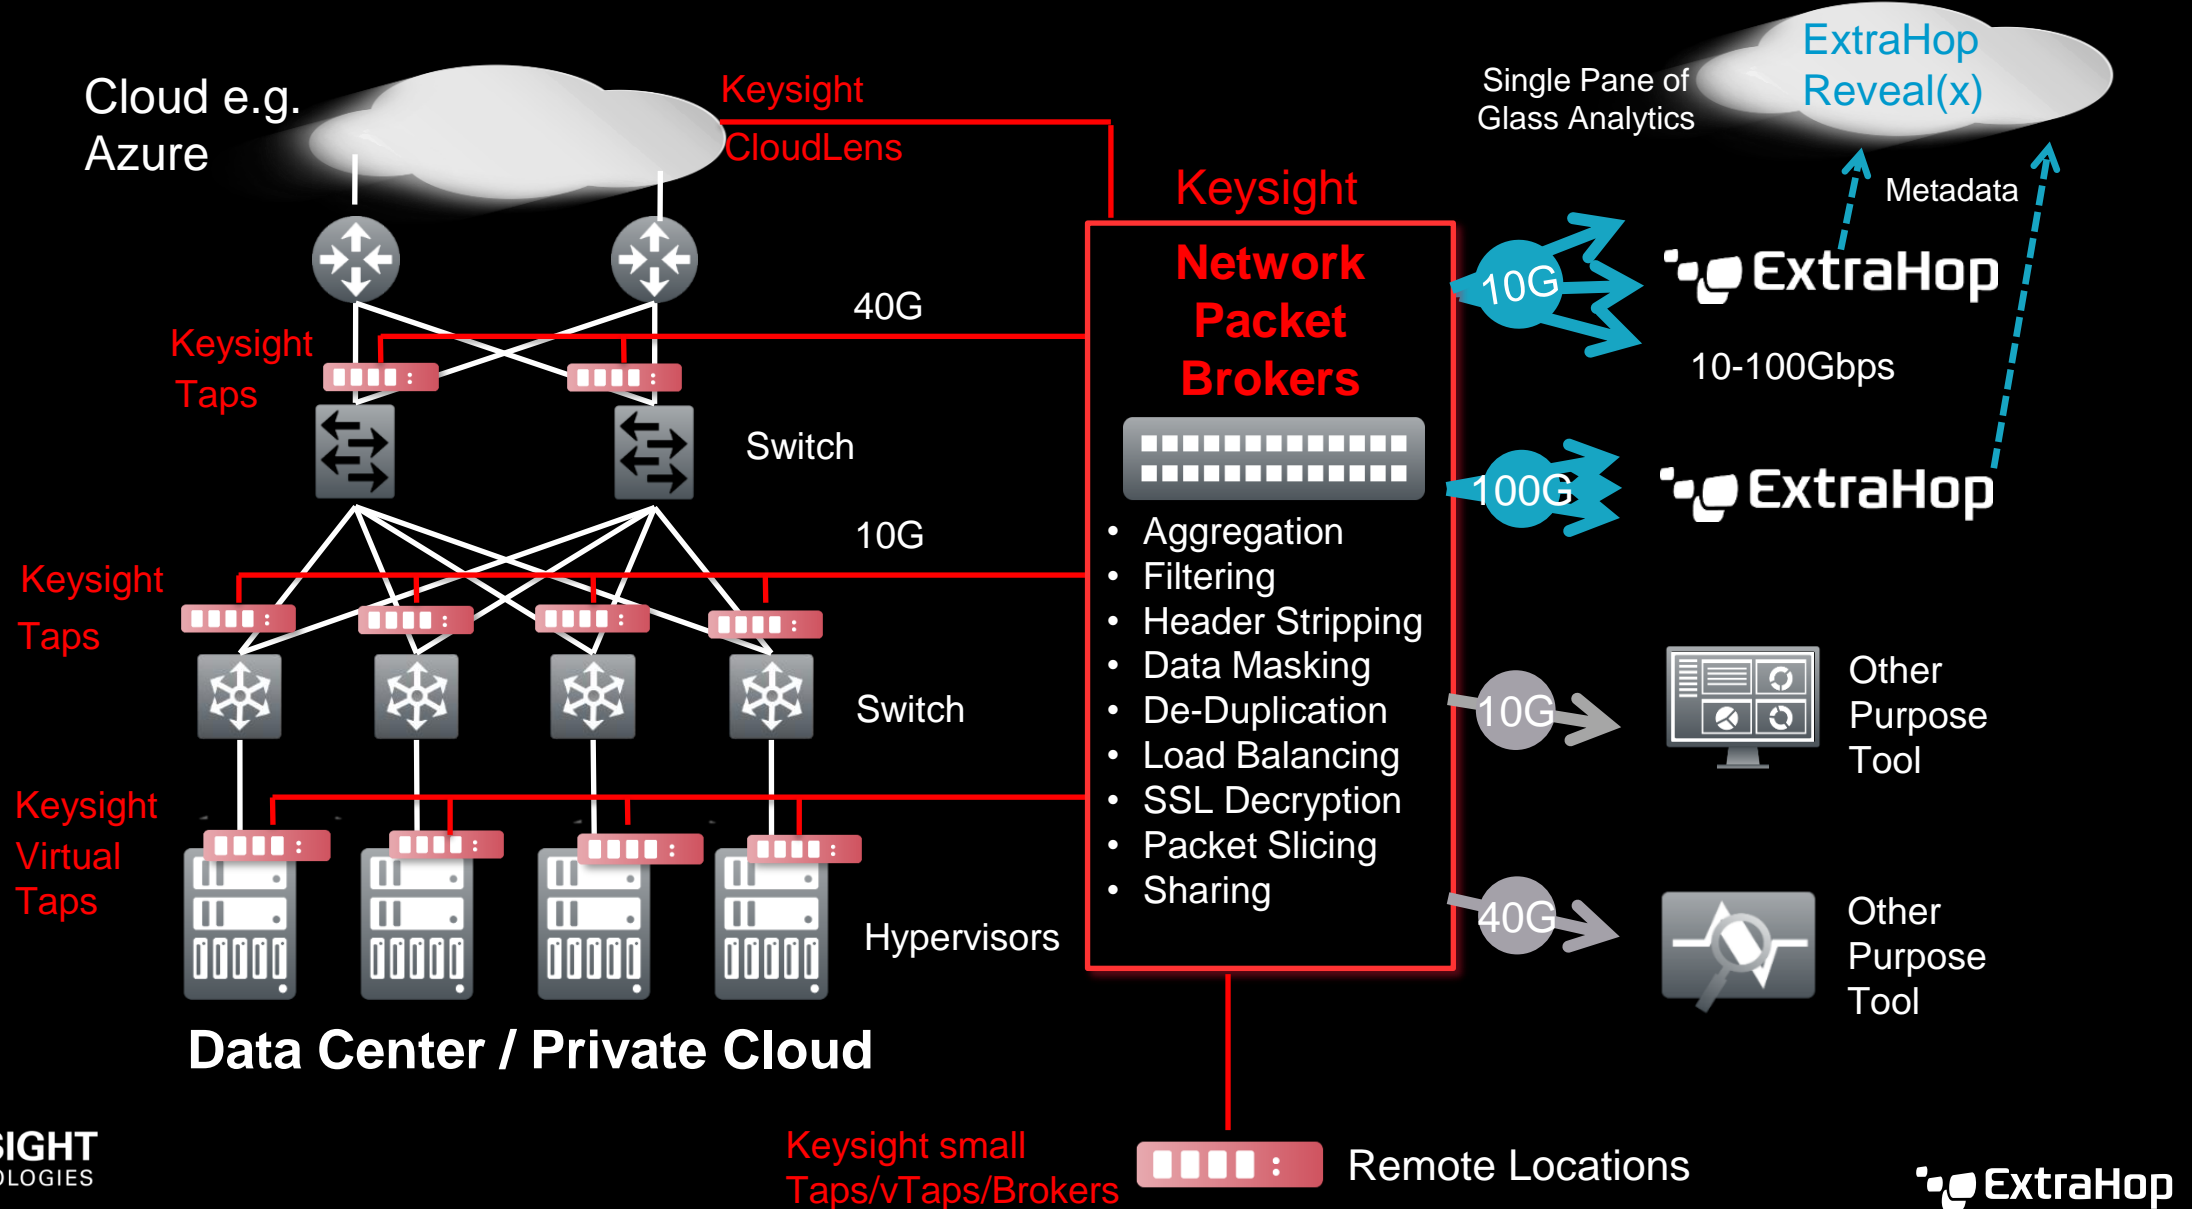 Cloud e.g.
Azure
Keysight
CloudLens
Single Pane of
Glass Analytics
ExtraHop
Reveal(x)
Metadata
Keysight
Network
Packet
Brokers
10G
ExtraHop
10-100Gbps
40G
Keysight
Taps
Switch
100G
ExtraHop
10G
Keysight
Taps
Switch
• Aggregation
• Filtering
• Header Stripping
• Data Masking
• De-Duplication
• Load Balancing
• SSL Decryption
• Packet Slicing
• Sharing
10G
Other
Purpose
Tool
Keysight
Virtual
Taps
Hypervisors
40G
Other
Purpose
Tool
Data Center / Private Cloud
Keysight small
Taps/vTaps/Brokers
Remote Locations
SIGHT
OLOGIES
ExtraHop